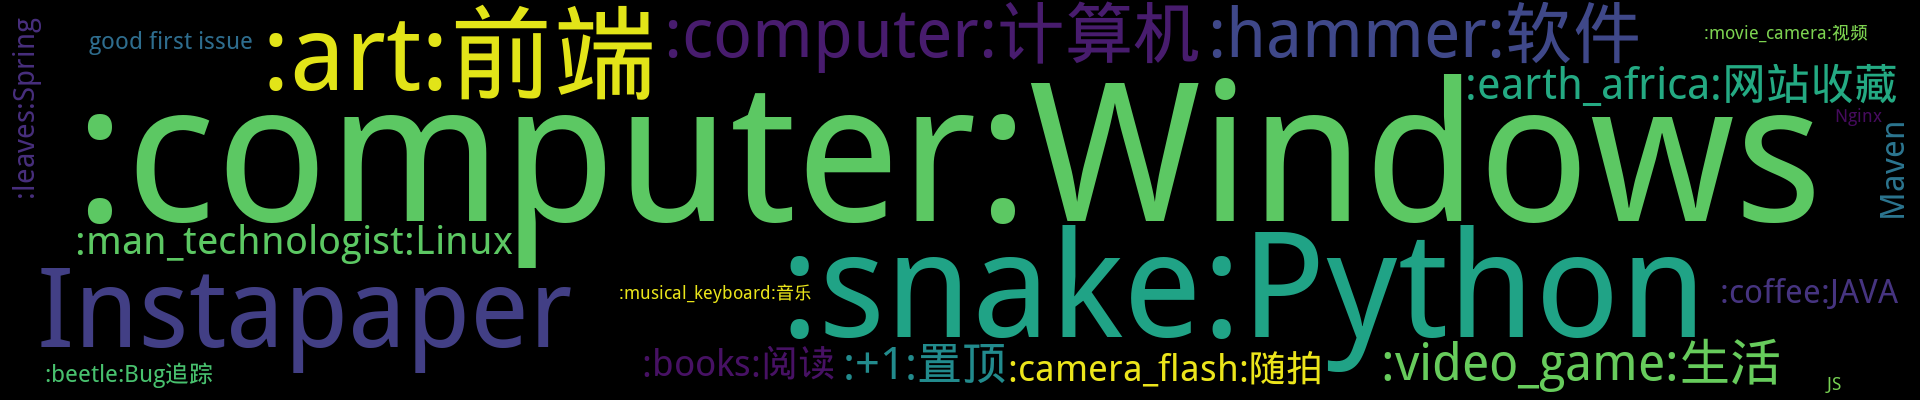 :leaves:Spring
good first issue
:art:前端
:computer:计算机
:hammer:软件
:movie_camera:视频
:earth_africa:网站收藏
:computer:Windows
Nginx
Maven
:man_technologist:Linux
Instapaper
:musical_keyboard:音乐
:snake:Python
:coffee:JAVA
:beetle:Bug追踪
:books:阅读
:+1:置顶
:camera_flash:随拍
:video_game:生活
JS